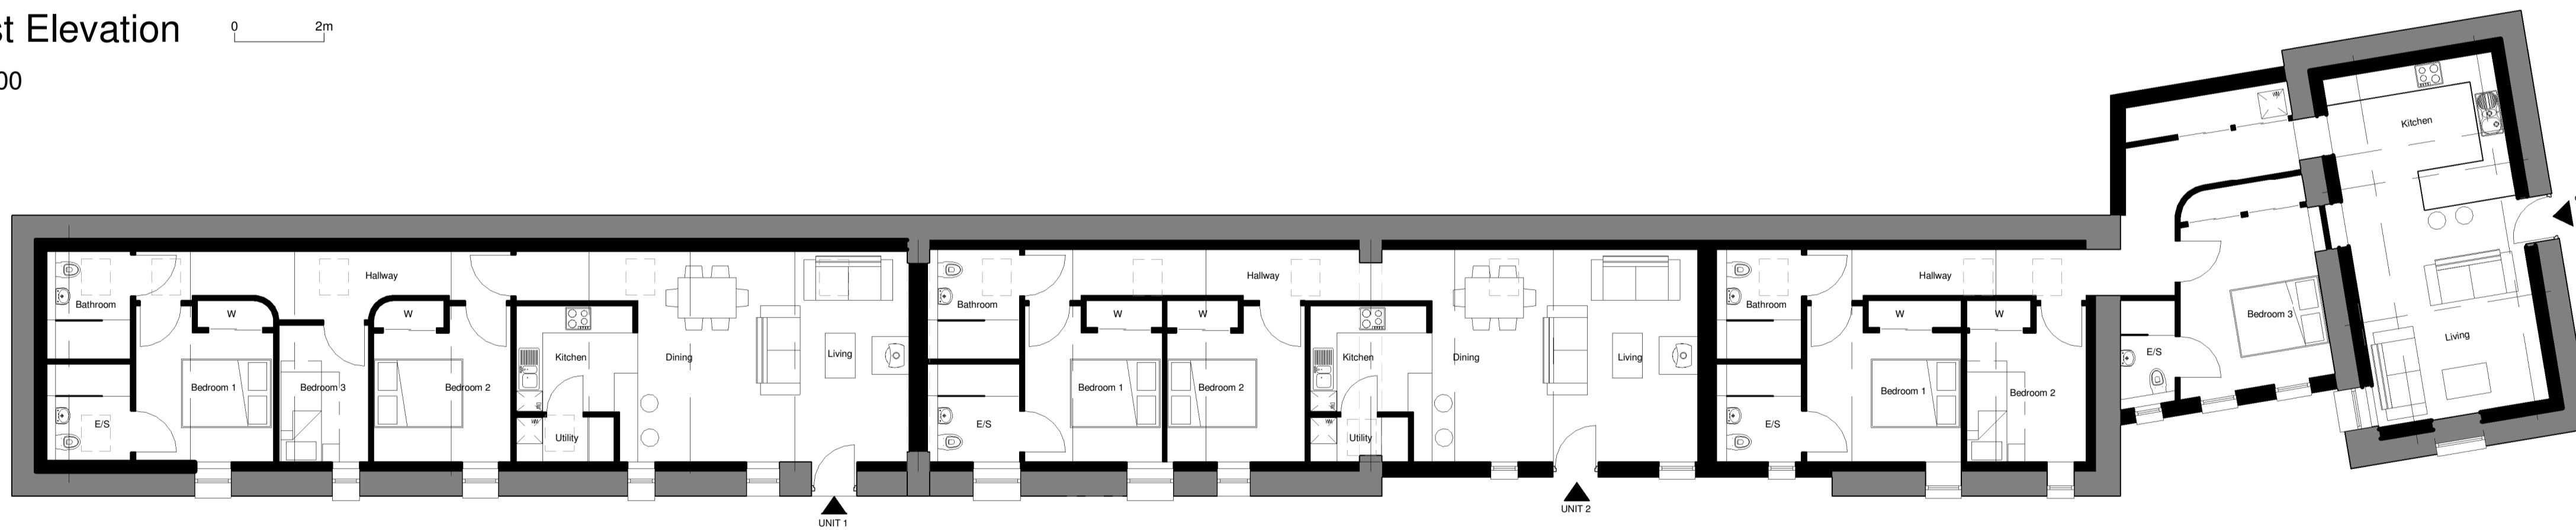 st Elevation
0 2m
00
Hallway
Bathroom
W
W
Kitchen
Dining
Living
Bedroom 1
Bedroom 3
Bedroom 2
E/S
Utility
UNIT 1
Hallway
Bathroom
W
W
Kitchen
Dining
Living
Bedroom 1
Bedroom 2
E/S
Utility
UNIT 2
Hallway
Bathroom
W
W
Bedroom 1
Bedroom 2
E/S
E/S
Bedroom 3
Kitchen
Living